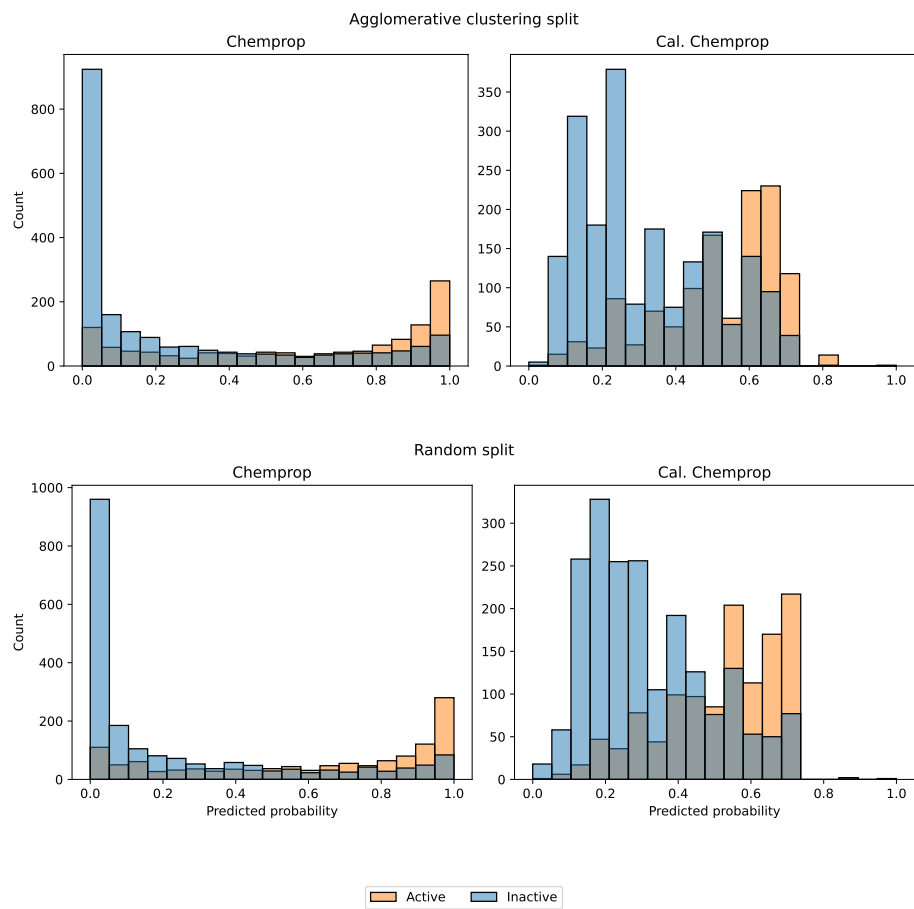 Agglomerative clustering split
Chemprop
Cal. Chemprop
Count
800
600
400
200
0
0.0 0.2 0.4 0.6 0.8 1.0
350
300
250
200
150
100
50
0
0.0 0.2 0.4 0.6 0.8 1.0
Random split
Chemprop
Cal. Chemprop
Count
1000
800
600
400
200
0
0.0 0.2 0.4 0.6 0.8 1.0
Predicted probability
300
250
200
150
100
50
0
0.0 0.2 0.4 0.6 0.8 1.0
Predicted probability
Active Inactive